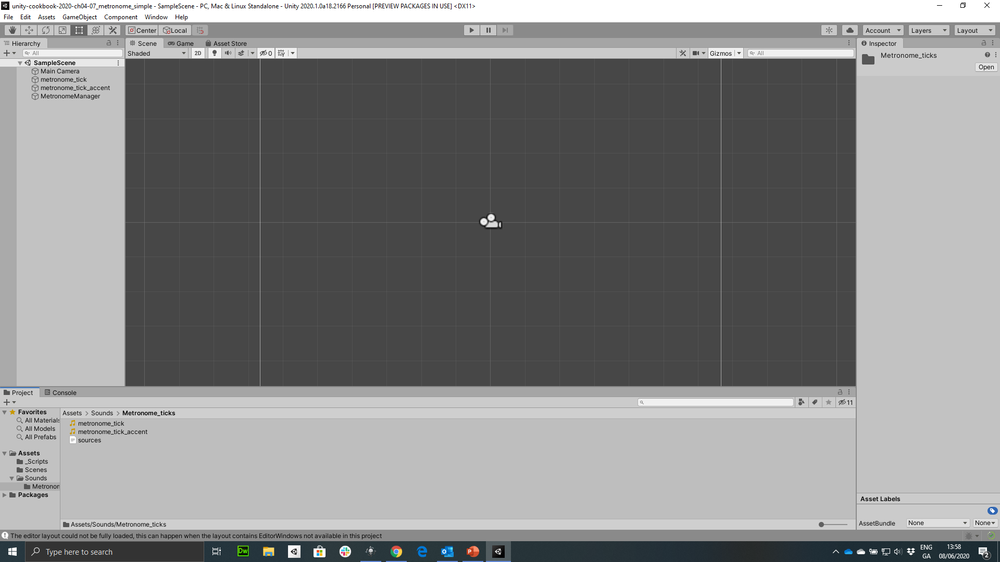 unity-cookbook-2020-ch04-07_metronome_simple - SampleScene - PC, Mac & Linux Standalone - Unity 2020.1.0a18.2166 Personal [PREVIEW PACKAGES IN USE] <DX11>
File Edit Assets GameObject Component Window Help
Center Local Account Layers Layout
Hierarchy Scene Game Asset Store Inspector
All Shaded 2D 0 Gizmos All
SampleScene
Main Camera
metronome_tick
metronome_tick_accent
MetronomeManager
Metronome_ticks
Open
Project Console
11
Favorites
All Materials
All Models
All Prefabs
Assets
_Scripts
Scenes
Sounds
Metronom
Packages
Assets > Sounds > Metronome_ticks
metronome_tick
metronome_tick_accent
sources
Assets/Sounds/Metronome_ticks
Asset Labels
AssetBundle None None
The editor layout could not be fully loaded, this can happen when the layout contains EditorWindows not available in this project
Type here to search
Dw
ENG
GA
13:58
08/06/2020
2